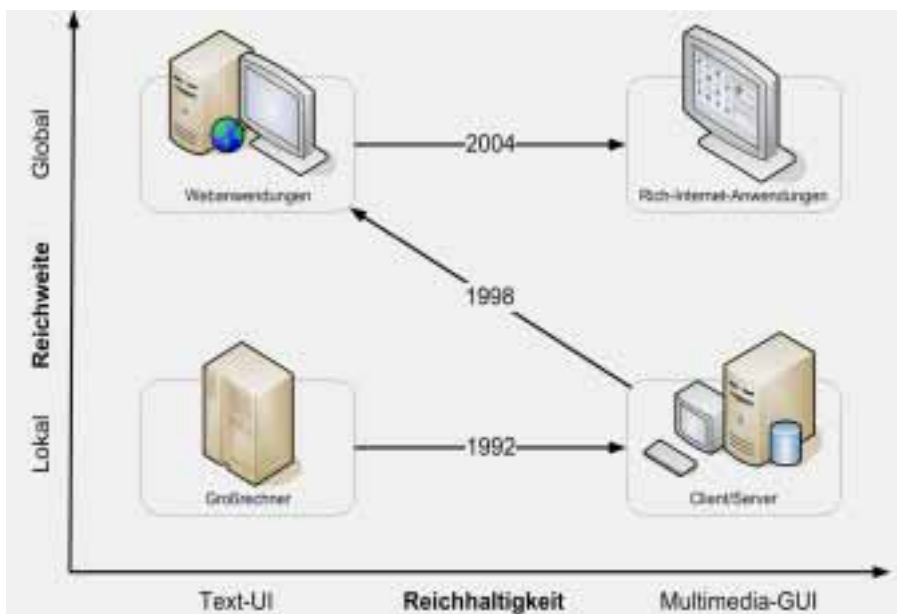 Global
2004
Webanwendungen
Rich-Internet-Anwendungen
Reichweite
1998
Lokal
1992
Großrechner
Client/Server
Text-UI
Reichhaltigkeit
Multimedia-GUI